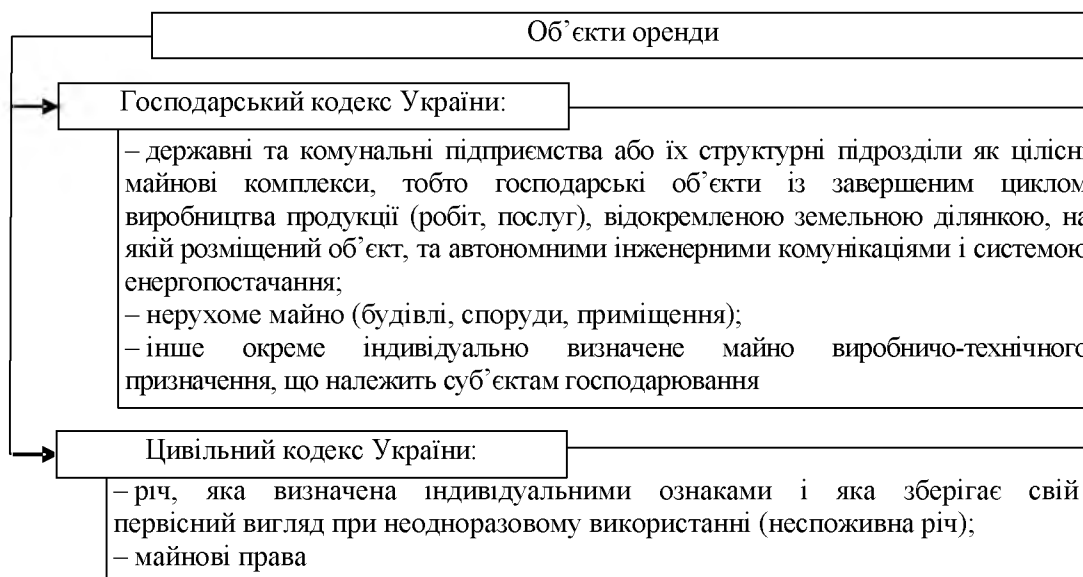 Об’єкти оренди
Господарський кодекс України:
– державні та комунальні підприємства або їх структурні підрозділи як цілісні
майнові комплекси, тобто господарські об’єкти із завершеним циклом
виробництва продукції (робіт, послуг), відокремленою земельною ділянкою, на
якій розміщений об’єкт, та автономними інженерними комунікаціями і системою
енергопостачання;
– нерухоме майно (будівлі, споруди, приміщення);
– інше окреме індивідуально визначене майно виробничо-технічного
призначення, що належить суб’єктам господарювання
Цивільний кодекс України:
– річ, яка визначена індивідуальними ознаками і яка зберігає свій
первісний вигляд при неодноразовому використанні (неспоживна річ);
– майнові права